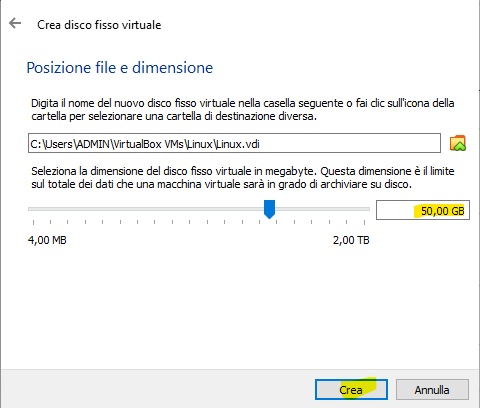 Crea disco fisso virtuale
Posizione file e dimensione
Digita il nome del nuovo disco fisso virtuale nella casella seguente o fai clic sull'icona della
cartella per selezionare una cartella di destinazione diversa.
C:\Users\ADMIN\VirtualBox VMs\Linux\Linux.vdi
Seleziona la dimensione del disco fisso virtuale in megabyte. Questa dimensione è il limite
sul totale dei dati che una macchina virtuale sarà in grado di archiviare su disco.
50,00 GB
4,00 MB 2,00 TB
Crea Annulla